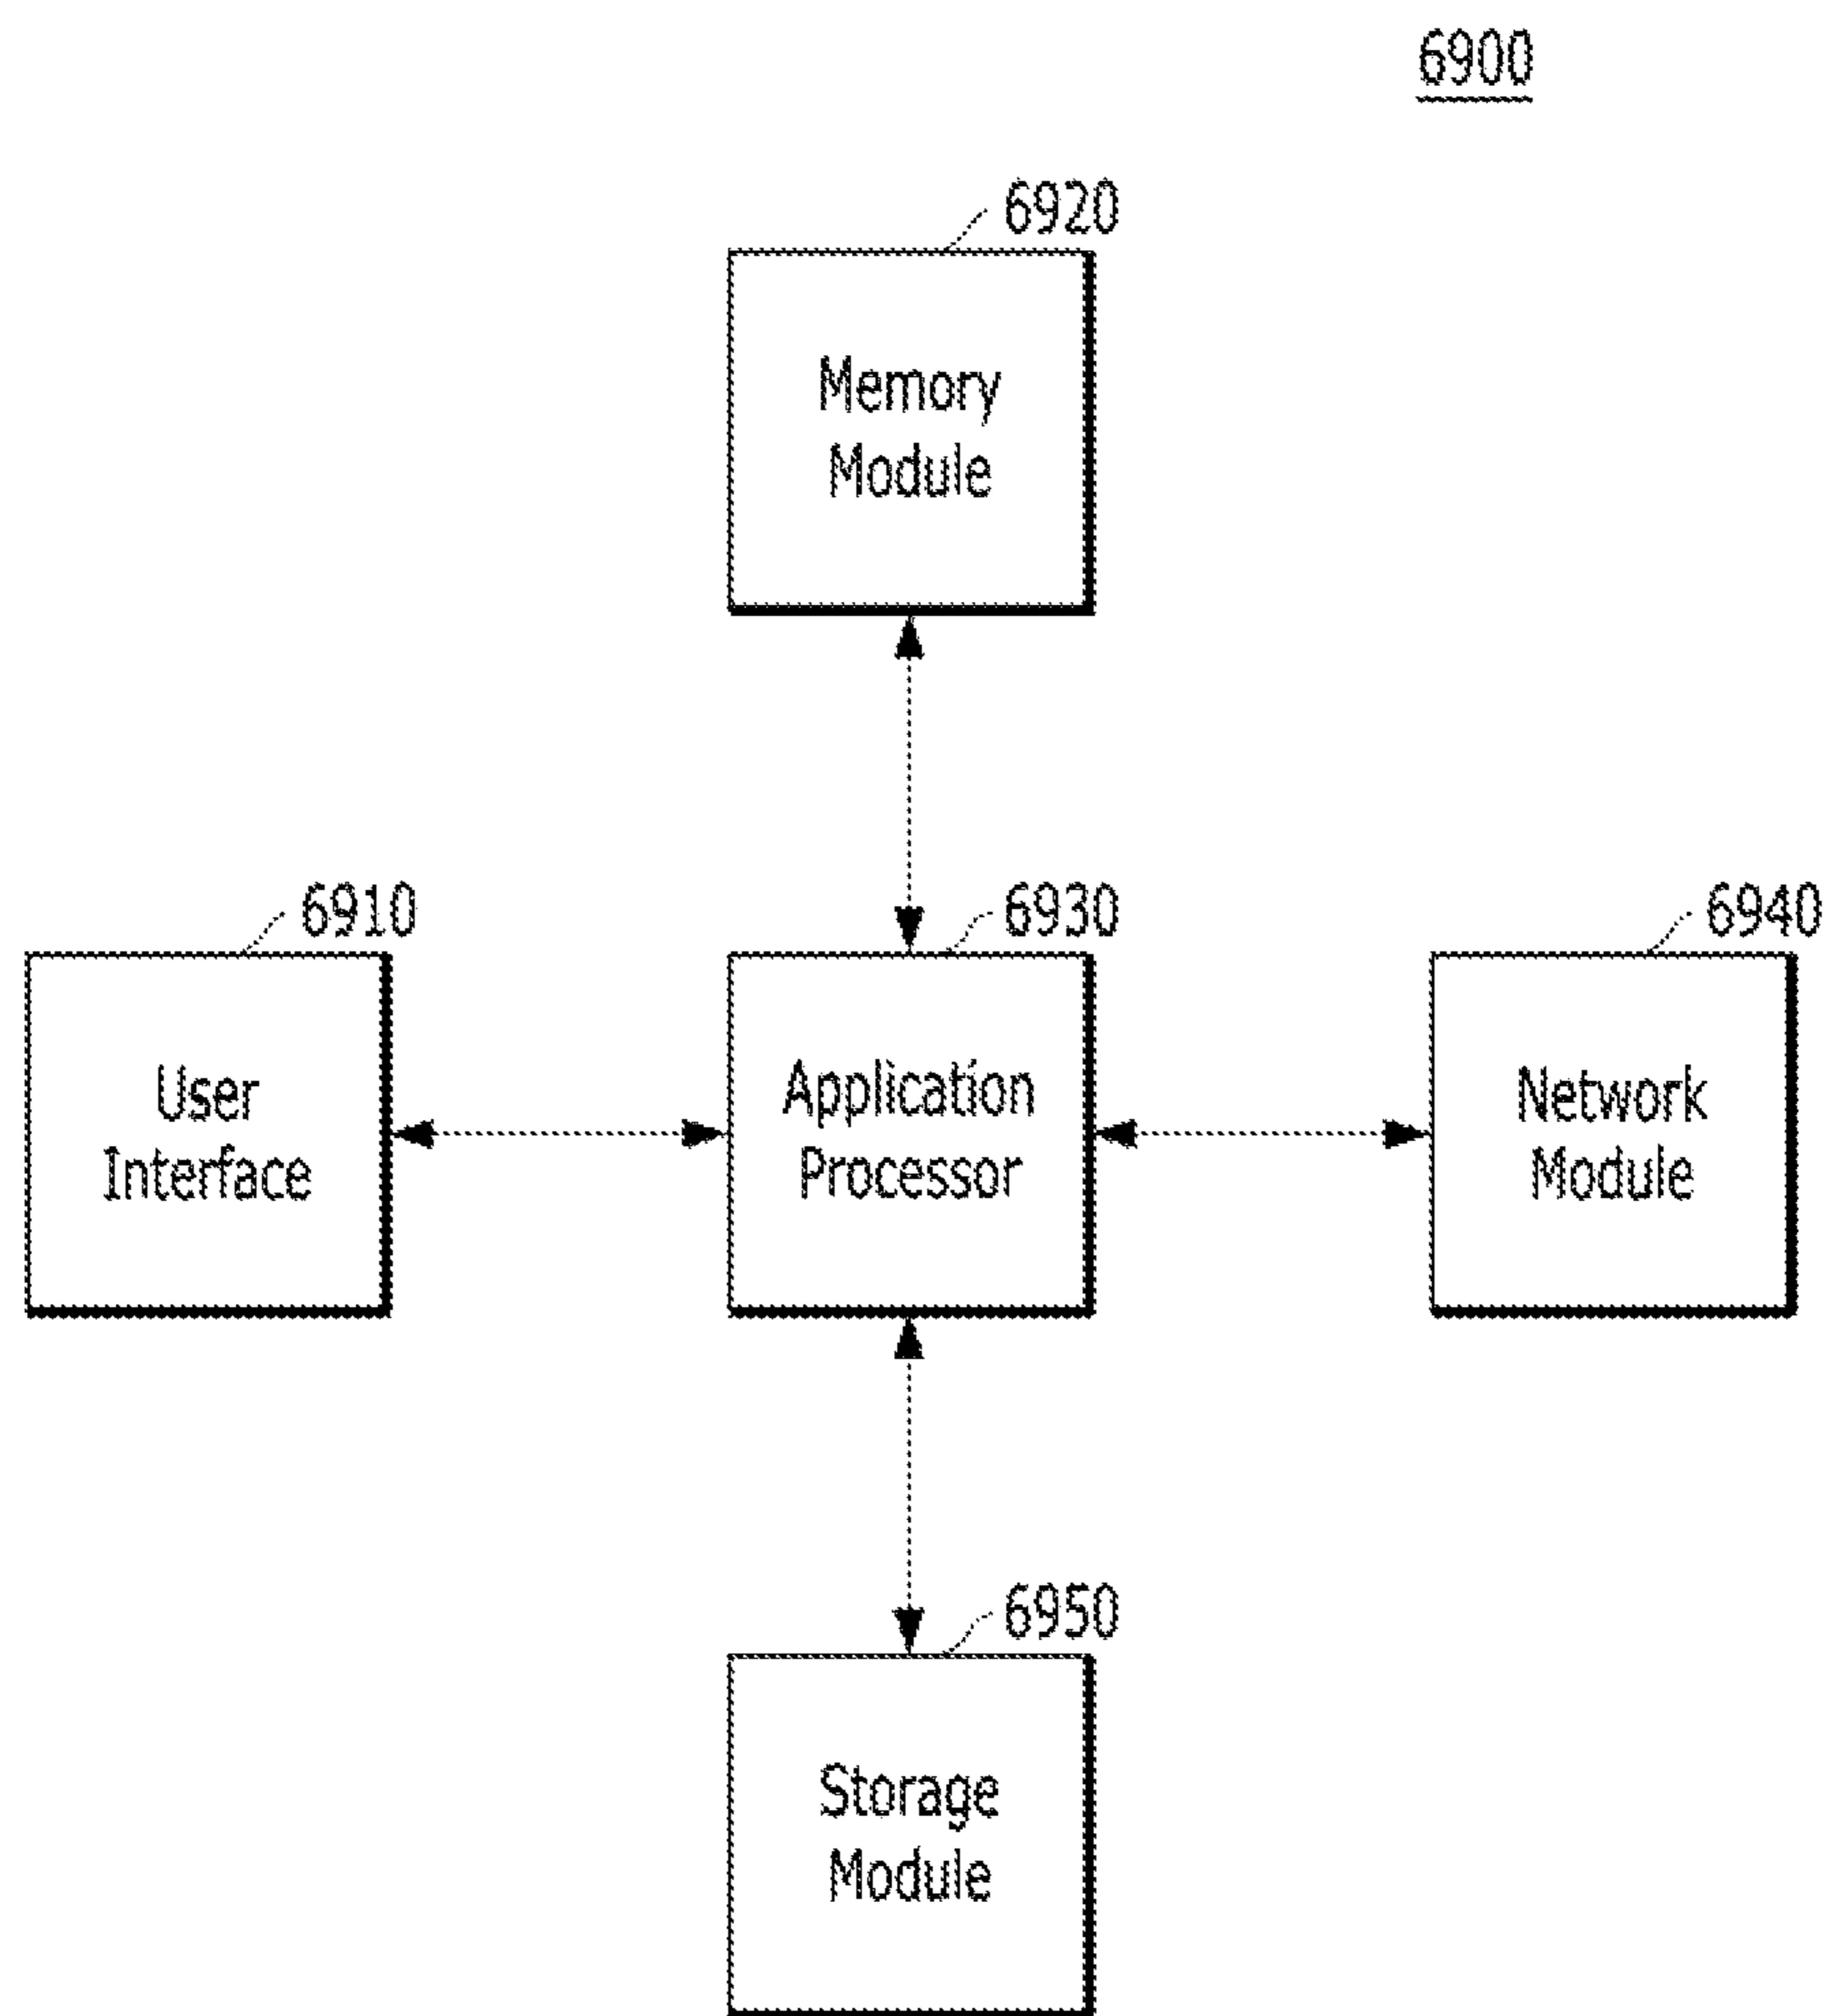 6900
6920
Memory
Module
6910
User
Interface
6930
Application
Processor
6940
Network
Module
6950
Storage
Module